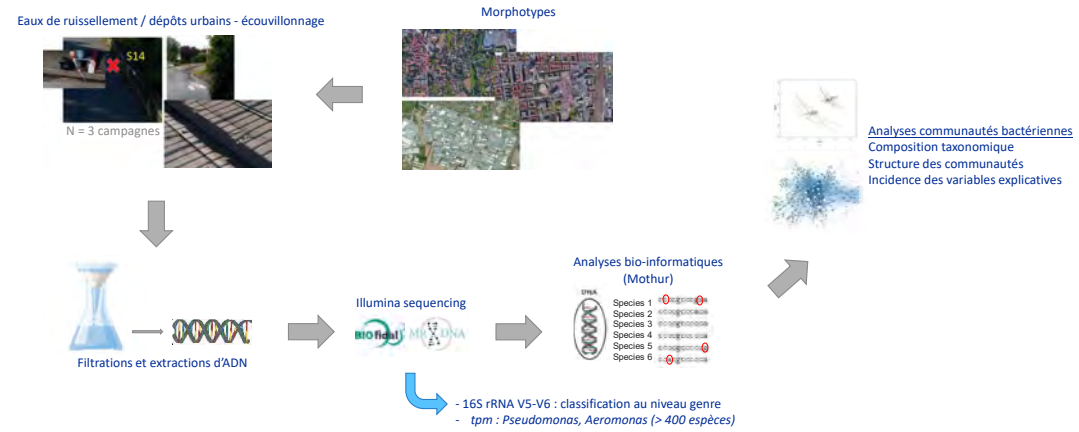 Morphotypes
Eaux de ruissellement / dépôts urbains - écouvillonnage
S14
N = 3 campagnes
Filtrations et extractions d'ADN
Illumina sequencing
BIOfidal
MR DNA
- 16S rRNA V5-V6 : classification au niveau genre
- tpm : Pseudomonas, Aeromonas (> 400 espèces)
Analyses bio-informatiques
(Mothur)
DNA
Species 1
Species 2
Species 3
Species 4
Species 5
Species 6
Analyses communautés bactériennes
Composition taxonomique
Structure des communautés
Incidence des variables explicatives